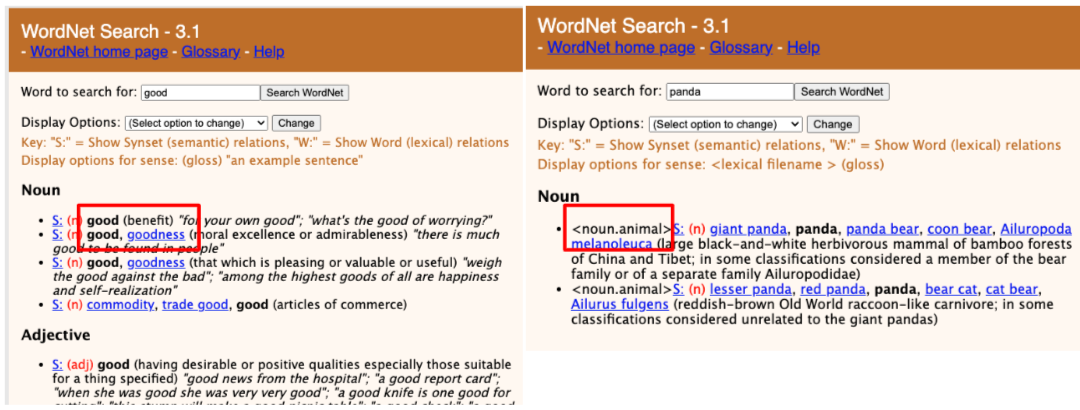 WordNet Search - 3.1
- WordNet home page - Glossary - Help
Word to search for: good Search WordNet
Display Options: (Select option to change) Change
Key: "S:" = Show Synset (semantic) relations, "W:" = Show Word (lexical) relations
Display options for sense: (gloss) "an example sentence"
Noun
• S: (n) good (benefit) "for your own good"; "what's the good of worrying?"
• S: (n) good, goodness (moral excellence or admirableness) "there is much
good to be found in people"
• S: (n) good, goodness (that which is pleasing or valuable or useful) "weigh
the good against the bad"; "among the highest goods of all are happiness
and self-realization"
• S: (n) commodity, trade good, good (articles of commerce)
Adjective
• S: (adj) good (having desirable or positive qualities especially those suitable
for a thing specified) "good news from the hospital"; "a good report card";
"when she was good she was very very good"; "a good knife is one good for
cutting"; "this stump will make a good picnic table"; "a good check"; "a good
WordNet Search - 3.1
- WordNet home page - Glossary - Help
Word to search for: panda Search WordNet
Display Options: (Select option to change) Change
Key: "S:" = Show Synset (semantic) relations, "W:" = Show Word (lexical) relations
Display options for sense: <lexical filename > (gloss)
Noun
• <noun.animal>S: (n) giant panda, panda, panda bear, coon bear, Ailuropoda
melanoleuca (large black-and-white herbivorous mammal of bamboo forests
of China and Tibet; in some classifications considered a member of the bear
family or of a separate family Ailuropodidae)
• <noun.animal>S: (n) lesser panda, red panda, panda, bear cat, cat bear,
Ailurus fulgens (reddish-brown Old World raccoon-like carnivore; in some
classifications considered unrelated to the giant pandas)